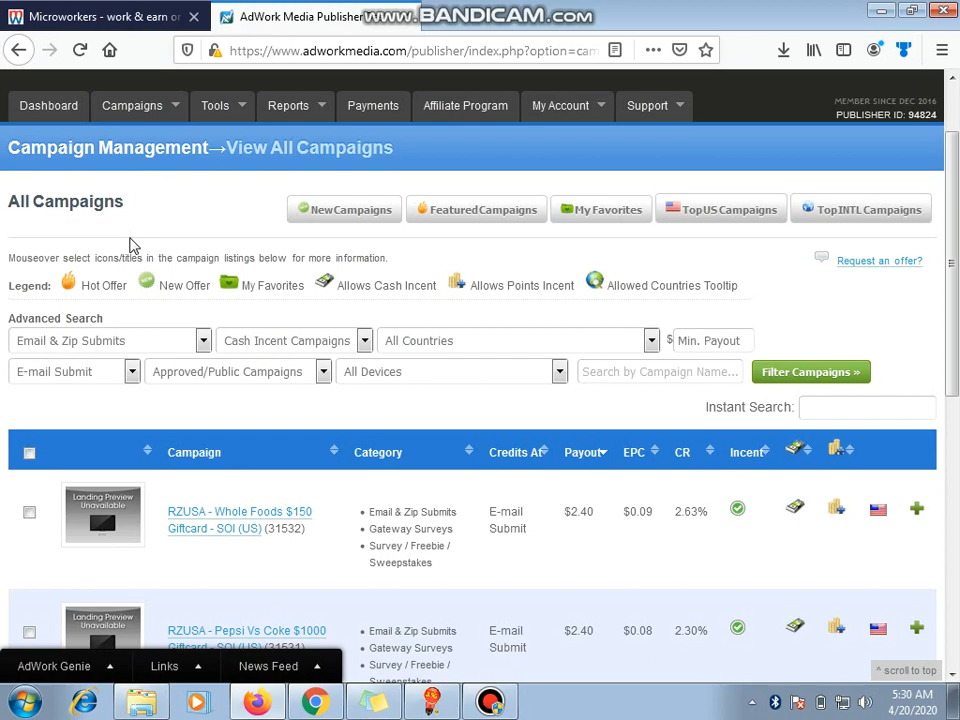 Microworkers - work & earn or
AdWork Media Publisher
WWW.BANDICAM.COM
https://www.adworkmedia.com/publisher/index.php?option=cam
Dashboard
Campaigns
Tools
Reports
Payments
Affiliate Program
My Account
Support
MEMBER SINCE DEC 2016
PUBLISHER ID: 94824
Campaign Management→View All Campaigns
All Campaigns
New Campaigns
Featured Campaigns
My Favorites
Top US Campaigns
Top INTL Campaigns
Mouseover select icons/titles in the campaign listings below for more information.
Request an offer?
Legend:
Hot Offer
New Offer
My Favorites
Allows Cash Incent
Allows Points Incent
Allowed Countries Tooltip
Advanced Search
Email & Zip Submits
Cash Incent Campaigns
All Countries
$ Min. Payout
E-mail Submit
Approved/Public Campaigns
All Devices
Search by Campaign Name...
Filter Campaigns »
Instant Search:
Campaign
Category
Credits At
Payout
EPC
CR
Incent
Landing Preview
Unavailable
RZUSA - Whole Foods $150
Giftcard - SOI (US) (31532)
• Email & Zip Submits
• Gateway Surveys
• Survey / Freebie /
Sweepstakes
E-mail
Submit
$2.40
$0.09
2.63%
Landing Preview
Unavailable
RZUSA - Pepsi Vs Coke $1000
Giftcard - SOI (US) (31531)
• Email & Zip Submits
• Gateway Surveys
• Survey / Freebie /
Sweepstakes
E-mail
Submit
$2.40
$0.08
2.30%
AdWork Genie
Links
News Feed
^ scroll to top
5:30 AM
4/20/2020